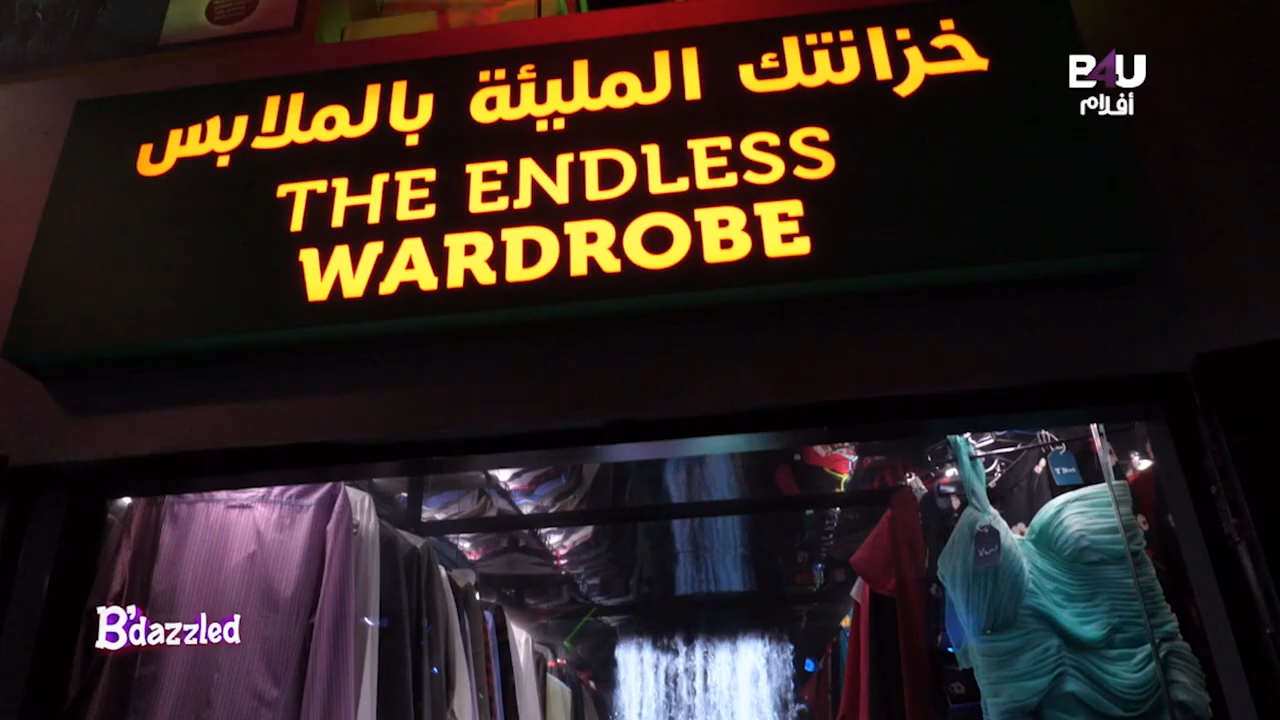 خزانتك المليئة بالملابس
THE ENDLESS
WARDROBE
B4U
أفلام
B'dazzled